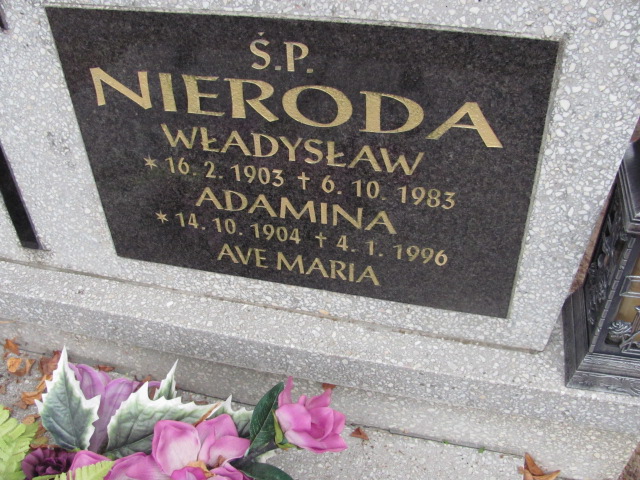 Ś.P.
NIERODA
WŁADYSŁAW
* 16. 2. 1903 † 6. 10. 1983
ADAMINA
* 14. 10. 1904 † 4. 1. 1996
AVE MARIA